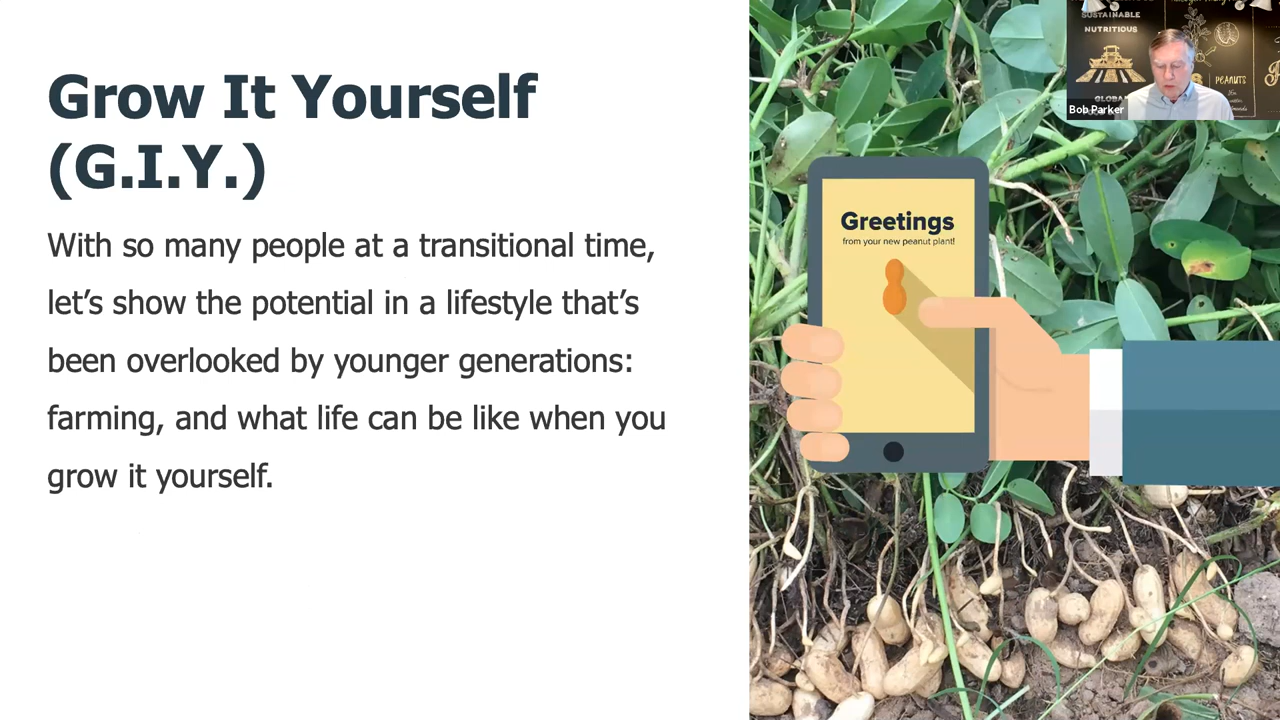 Grow It Yourself
(G.I.Y.)
With so many people at a transitional time,
let’s show the potential in a lifestyle that’s
been overlooked by younger generations:
farming, and what life can be like when you
grow it yourself.
Greetings
from your new peanut plant!
SUSTAINABLE
NUTRITIOUS
PEANUTS
Bob Parker